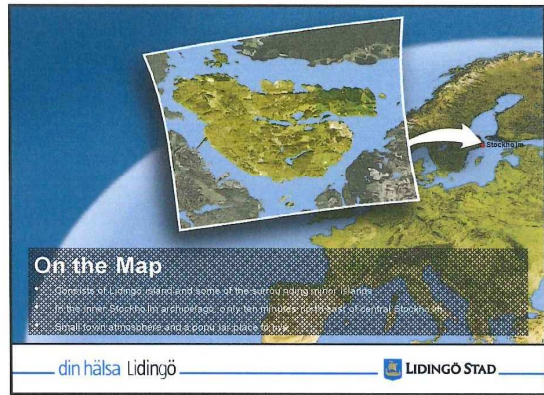 Stockholm
On the Map
• Consists of Lidingö island and some of the surrounding minor islands
• In the inner Stockholm archipelago, only ten minutes north east of central Stockholm
• Small town atmosphere and a popular place to live
din hälsa Lidingö
LIDINGÖ STAD